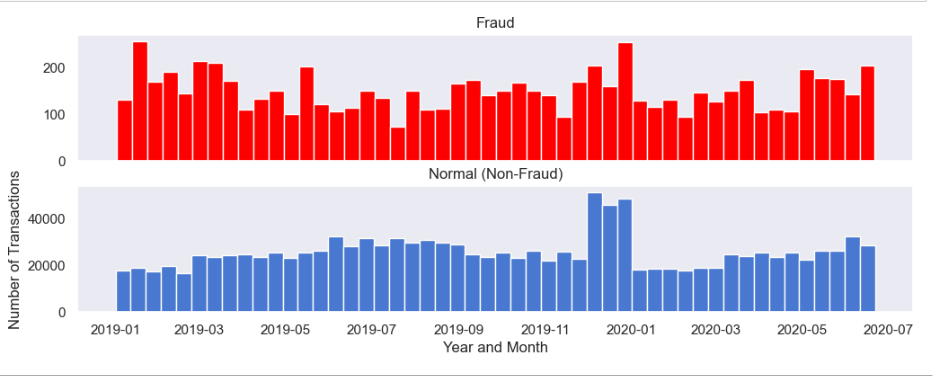 Fraud
200
100
0
Normal (Non-Fraud)
40000
20000
0
Number of Transactions
2019-01 2019-03 2019-05 2019-07 2019-09 2019-11 2020-01 2020-03 2020-05 2020-07
Year and Month